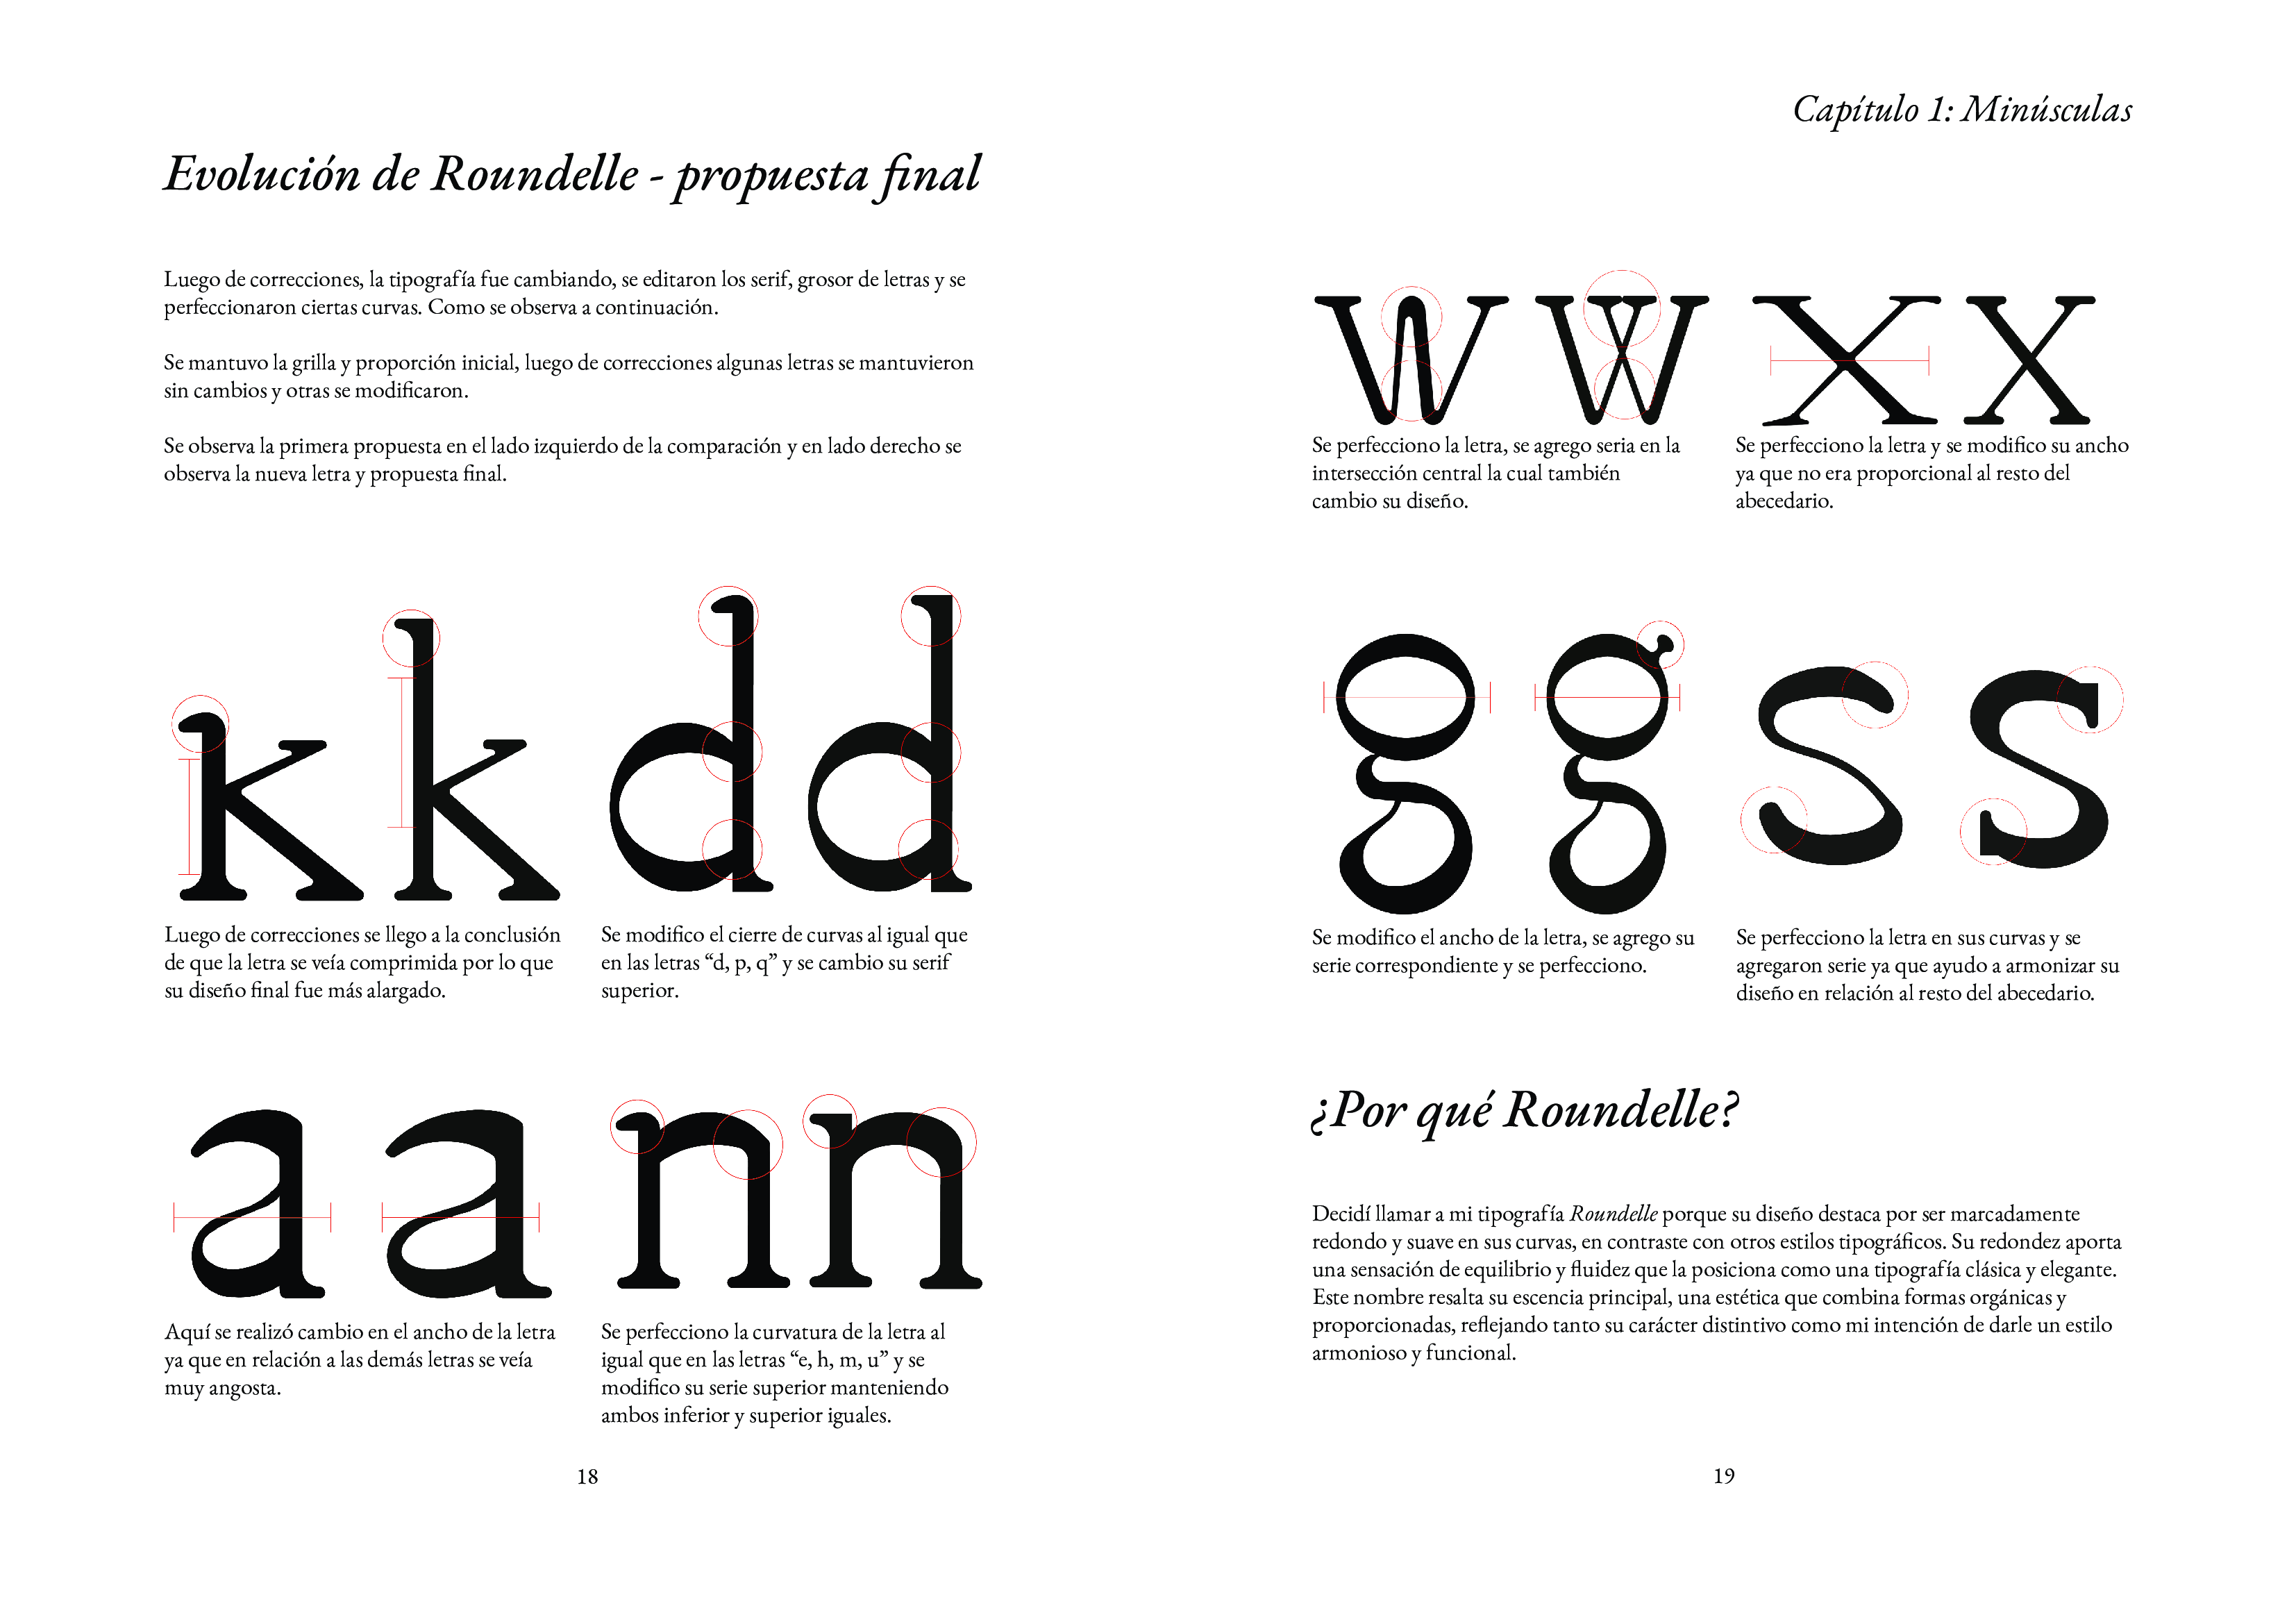 Evolución de Roundelle - propuesta final
Luego de correcciones, la tipografía fue cambiando, se editaron los serif, grosor de letras y se
perfeccionaron ciertas curvas. Como se observa a continuación.
Se mantuvo la grilla y proporción inicial, luego de correcciones algunas letras se mantuvieron
sin cambios y otras se modificaron.
Se observa la primera propuesta en el lado izquierdo de la comparación y en lado derecho se
observa la nueva letra y propuesta final.
k k
Luego de correcciones se llego a la conclusión
de que la letra se veía comprimida por lo que
su diseño final fue más alargado.
d d
Se modifico el cierre de curvas al igual que
en las letras “d, p, q” y se cambio su serif
superior.
a a
Aquí se realizó cambio en el ancho de la letra
ya que en relación a las demás letras se veía
muy angosta.
n n
Se perfecciono la curvatura de la letra al
igual que en las letras “e, h, m, u” y se
modifico su serie superior manteniendo
ambos inferior y superior iguales.
18
Capítulo 1: Minúsculas
w w
Se perfecciono la letra, se agrego seria en la
intersección central la cual también
cambio su diseño.
x x
Se perfecciono la letra y se modifico su ancho
ya que no era proporcional al resto del
abecedario.
g g
Se modifico el ancho de la letra, se agrego su
serie correspondiente y se perfecciono.
s s
Se perfecciono la letra en sus curvas y se
agregaron serie ya que ayudo a armonizar su
diseño en relación al resto del abecedario.
¿Por qué Roundelle?
Decidí llamar a mi tipografía Roundelle porque su diseño destaca por ser marcadamente
redondo y suave en sus curvas, en contraste con otros estilos tipográficos. Su redondez aporta
una sensación de equilibrio y fluidez que la posiciona como una tipografía clásica y elegante.
Este nombre resalta su escencia principal, una estética que combina formas orgánicas y
proporcionadas, reflejando tanto su carácter distintivo como mi intención de darle un estilo
armonioso y funcional.
19